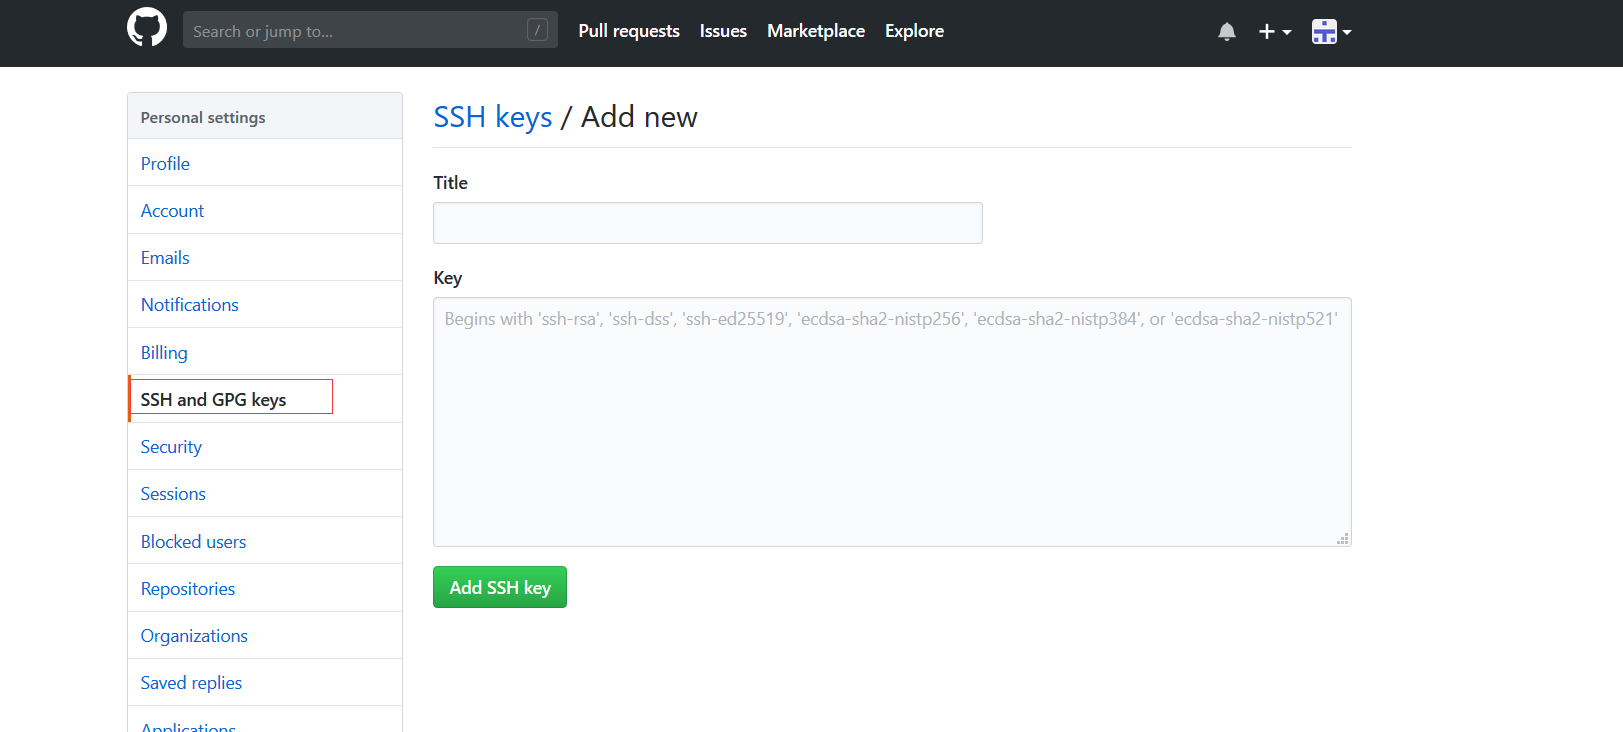 Search or jump to... /
Pull requests Issues Marketplace Explore
Personal settings
Profile
Account
Emails
Notifications
Billing
SSH and GPG keys
Security
Sessions
Blocked users
Repositories
Organizations
Saved replies
Applications
SSH keys / Add new
Title
Key
Begins with 'ssh-rsa', 'ssh-dss', 'ssh-ed25519', 'ecdsa-sha2-nistp256', 'ecdsa-sha2-nistp384', or 'ecdsa-sha2-nistp521'
Add SSH key